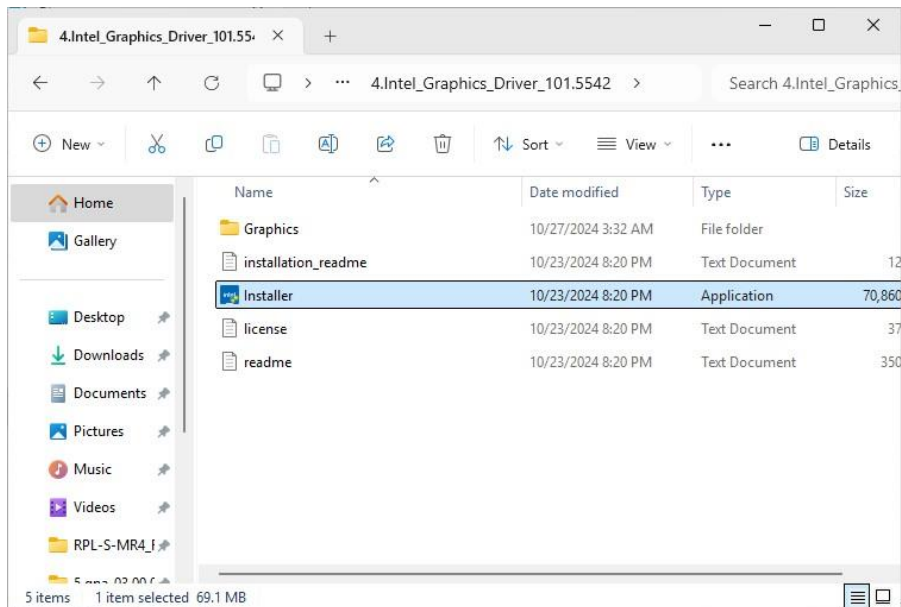 4.Intel_Graphics_Driver_101.55
4.Intel_Graphics_Driver_101.5542
Search 4.Intel_Graphics_
New
Sort
View
Details
Name
Date modified
Type
Size
Home
Gallery
Desktop
Downloads
Documents
Pictures
Music
Videos
RPL-S-MR4_F
Graphics 10/27/2024 3:32 AM File folder
installation_readme 10/23/2024 8:20 PM Text Document 12
Installer 10/23/2024 8:20 PM Application 70,860
license 10/23/2024 8:20 PM Text Document 37
readme 10/23/2024 8:20 PM Text Document 350
5 items 1 item selected 69.1 MB